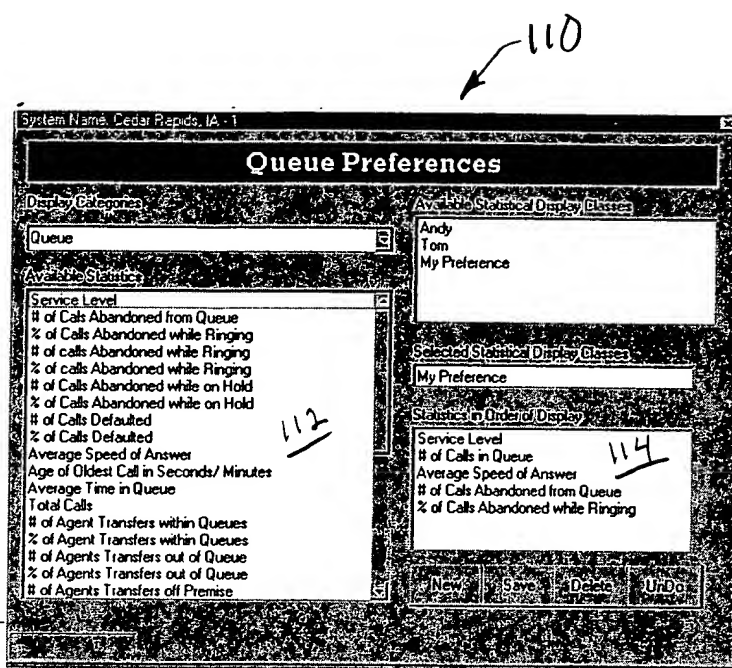 110
System Name: Cedar Rapids, IA - 1
Queue Preferences
Display Categories
Queue
Available Statistics
Service Level
# of Cals Abandoned from Queue
% of Calls Abandoned while Ringing
# of calls Abandoned while Ringing
% of calls Abandoned while Ringing
# of Calls Abandoned while on Hold
% of Calls Abandoned while on Hold
# of Calls Defaulted
% of Calls Defaulted
Average Speed of Answer
Age of Oldest Call in Seconds/ Minutes
Average Time in Queue
Total Calls
# of Agent Transfers within Queues
% of Agent Transfers within Queues
# of Agents Transfers out of Queue
% of Agents Transfers out of Queue
# of Agents Transfers off Premise
112
Available Statistical Display Classes
Andy
Tom
My Preference
Selected Statistical Display Classes
My Preference
Statistics in Order of Display
Service Level
# of Calls in Queue
Average Speed of Answer
# of Cals Abandoned from Queue
% of Calls Abandoned while Ringing
114
New Save Delete UnDo